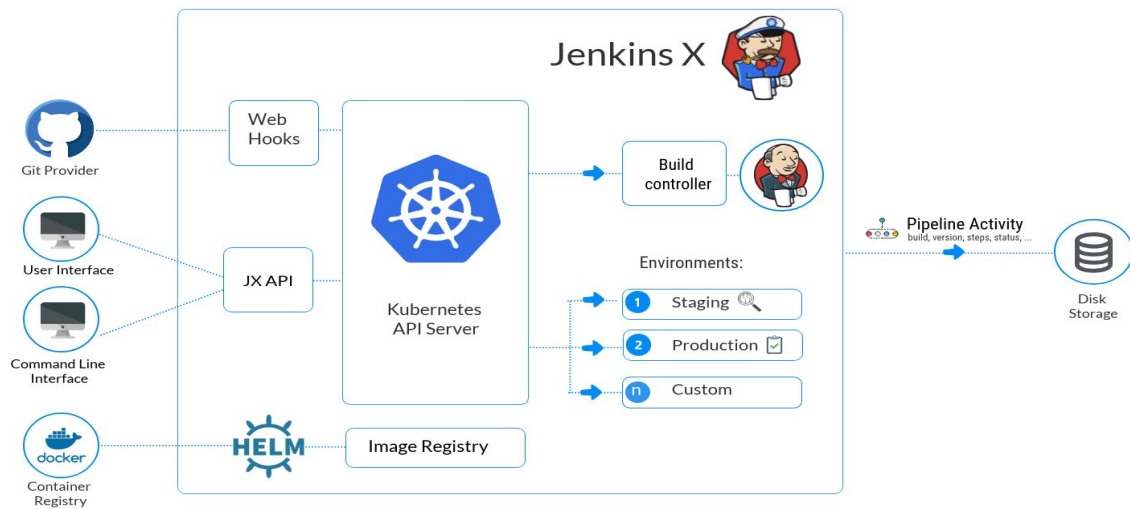 Jenkins X
Web
Hooks
Git Provider
User Interface
JX API
Command Line
Interface
Kubernetes
API Server
Build
controller
Environments:
1 Staging
2 Production
n Custom
Pipeline Activity
build, version, steps, status, ...
Disk
Storage
docker
Container
Registry
HELM
Image Registry